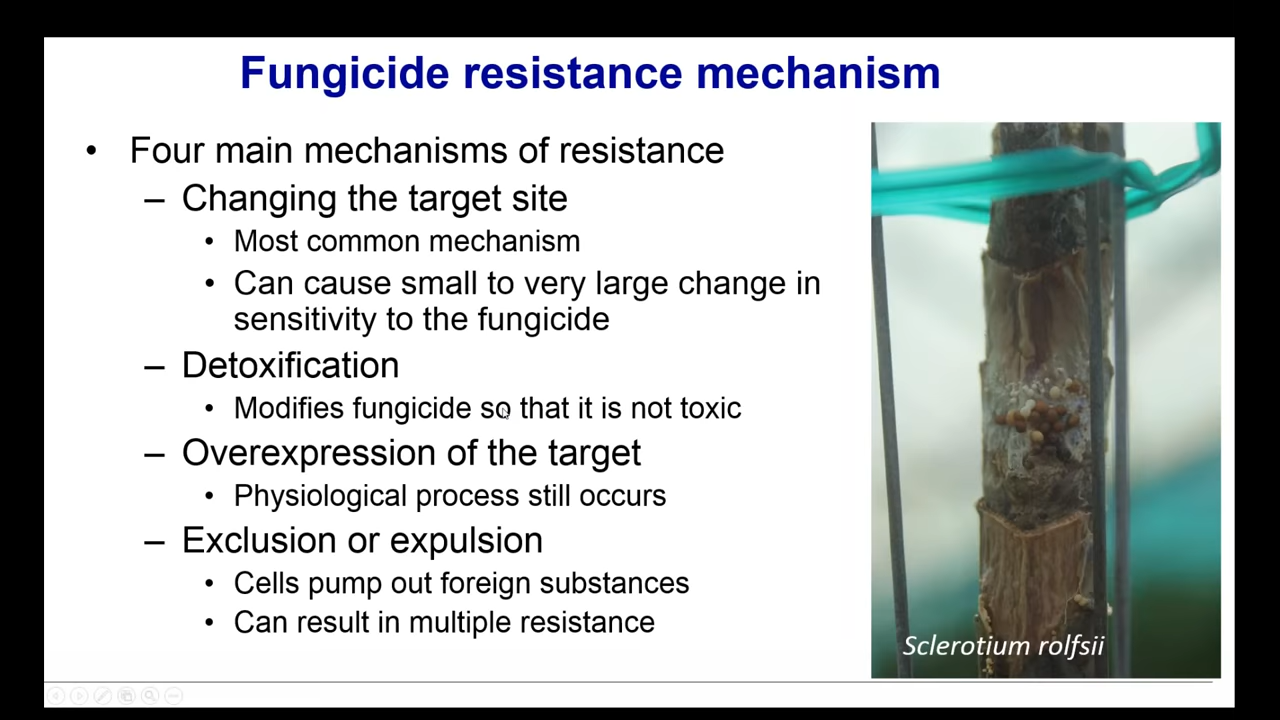 Fungicide resistance mechanism
• Four main mechanisms of resistance
– Changing the target site
• Most common mechanism
• Can cause small to very large change in
sensitivity to the fungicide
– Detoxification
• Modifies fungicide so that it is not toxic
– Overexpression of the target
• Physiological process still occurs
– Exclusion or expulsion
• Cells pump out foreign substances
• Can result in multiple resistance
Sclerotium rolfsii